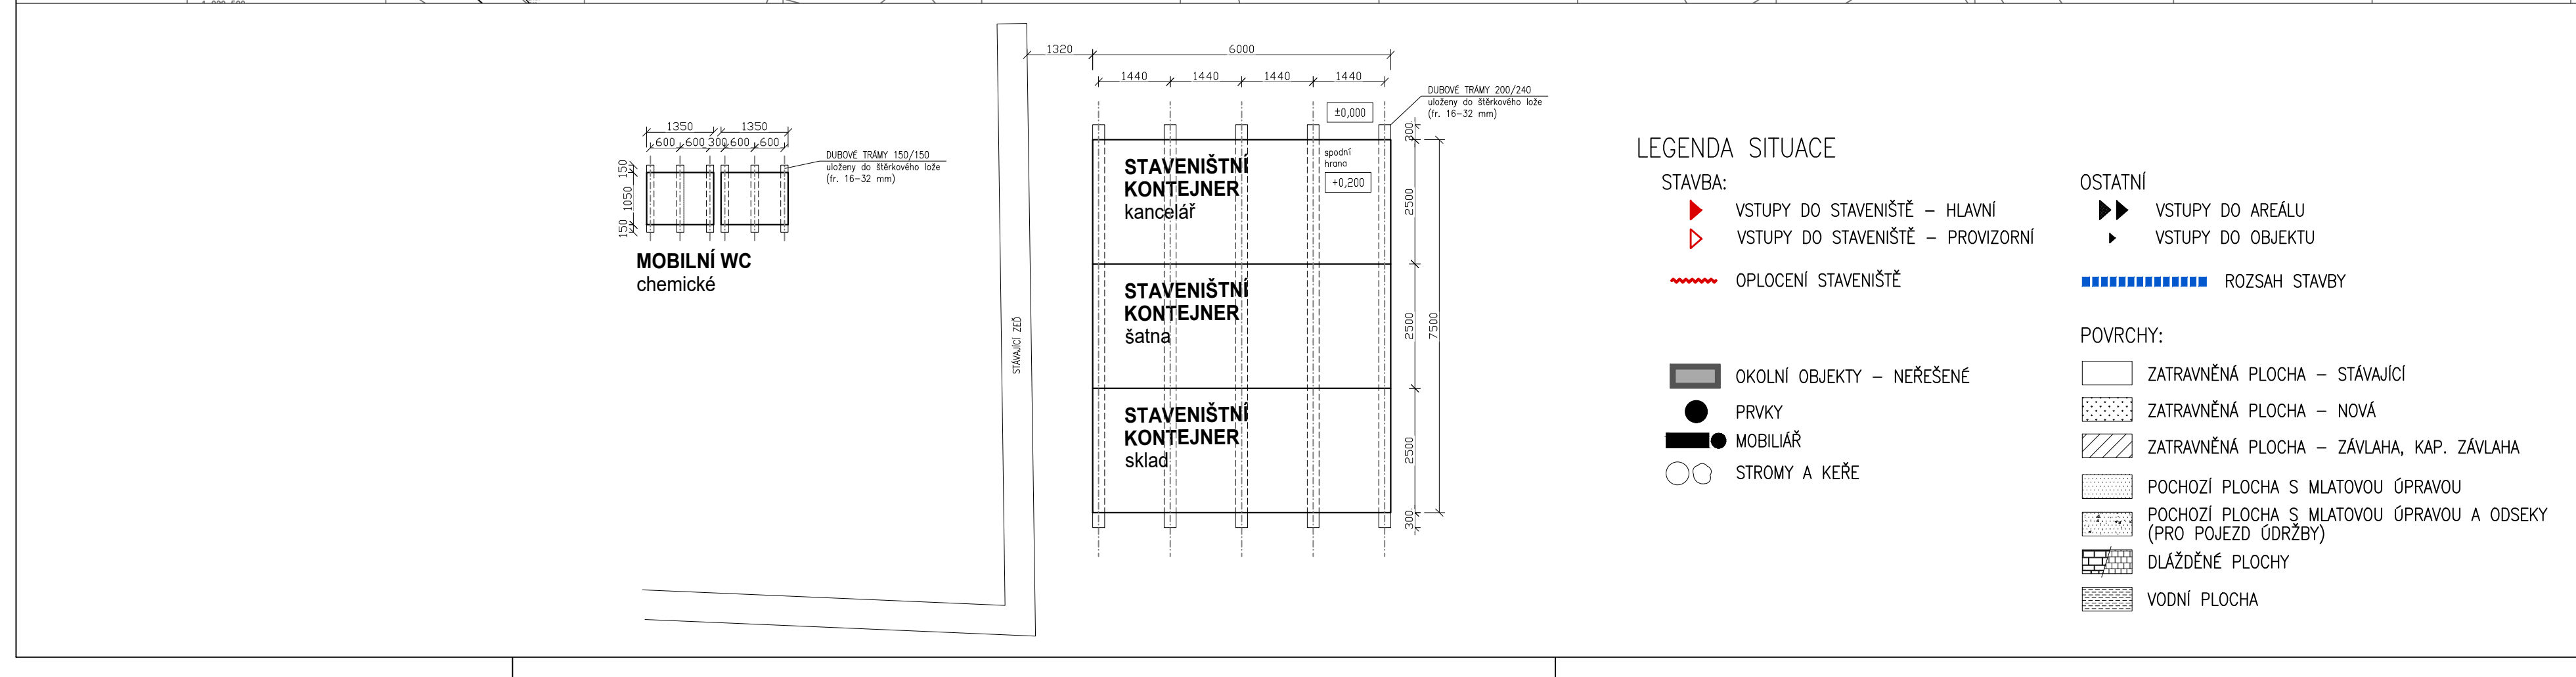 1320
6000
1440 1440 1440 1440
DUBOVÉ TRÁMY 200/240
uloženy do štěrkového lože
(fr. 16-32 mm)
±0,000
300
spodní
hrana
+0,200
STAVENIŠTNÍ
KONTEJNER
kancelář
2500
STAVENIŠTNÍ
KONTEJNER
šatna
2500
7500
STAVENIŠTNÍ
KONTEJNER
sklad
2500
300
STÁVAJÍCÍ ZEĎ
1350 1350
600 600 300 600 600
DUBOVÉ TRÁMY 150/150
uloženy do štěrkového lože
(fr. 16-32 mm)
150
1050
150
MOBILNÍ WC
chemické
LEGENDA SITUACE
STAVBA:
VSTUPY DO STAVENIŠTĚ – HLAVNÍ
VSTUPY DO STAVENIŠTĚ – PROVIZORNÍ
OPLOCENÍ STAVENIŠTĚ
OKOLNÍ OBJEKTY – NEŘEŠENÉ
PRVKY
MOBILIÁŘ
STROMY A KEŘE
OSTATNÍ
VSTUPY DO AREÁLU
VSTUPY DO OBJEKTU
ROZSAH STAVBY
POVRCHY:
ZATRAVNĚNÁ PLOCHA – STÁVAJÍCÍ
ZATRAVNĚNÁ PLOCHA – NOVÁ
ZATRAVNĚNÁ PLOCHA – ZÁVLAHA, KAP. ZÁVLAHA
POCHOZÍ PLOCHA S MLATOVOU ÚPRAVOU
POCHOZÍ PLOCHA S MLATOVOU ÚPRAVOU A ODSEKY
(PRO POJEZD ÚDRŽBY)
DLÁŽDĚNÉ PLOCHY
VODNÍ PLOCHA